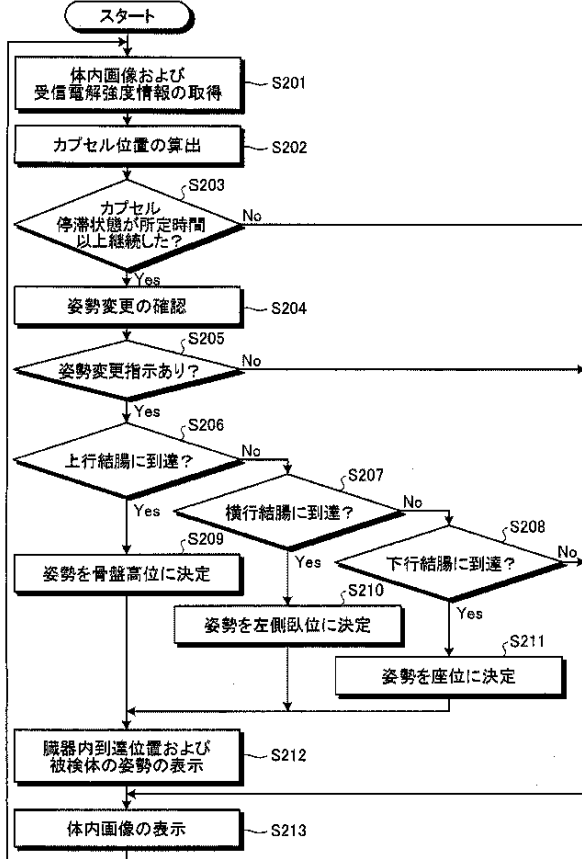 スタート
体内画像および
受信電解強度情報の取得
S201
カプセル位置の算出
S202
S203
カプセル
停滞状態が所定時間
以上継続した?
No
Yes
姿勢変更の確認
S204
S205
姿勢変更指示あり?
No
Yes
S206
上行結腸に到達?
No
Yes
S207
横行結腸に到達?
No
Yes
S208
下行結腸に到達?
No
Yes
S209
姿勢を骨盤高位に決定
S210
姿勢を左側臥位に決定
S211
姿勢を座位に決定
臓器内到達位置および
被検体の姿勢の表示
S212
体内画像の表示
S213